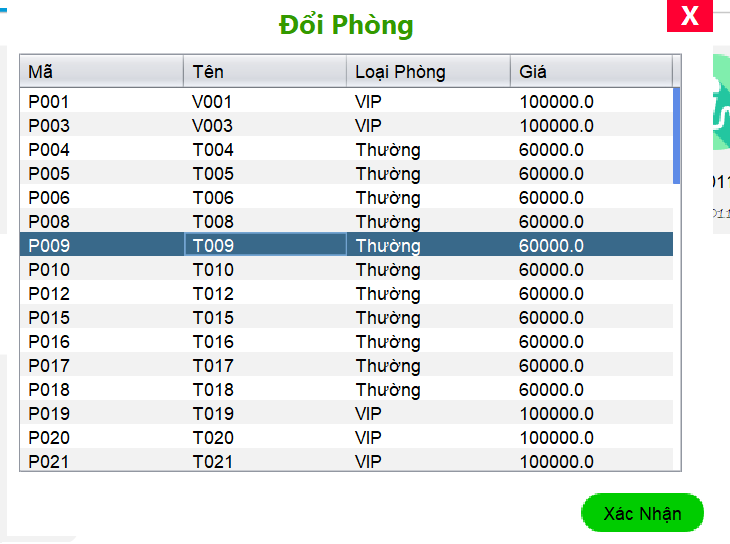 Đổi Phòng
X
Mã Tên Loại Phòng Giá
P001 V001 VIP 100000.0
P003 V003 VIP 100000.0
P004 T004 Thường 60000.0
P005 T005 Thường 60000.0
P006 T006 Thường 60000.0
P008 T008 Thường 60000.0
P009 T009 Thường 60000.0
P010 T010 Thường 60000.0
P012 T012 Thường 60000.0
P015 T015 Thường 60000.0
P016 T016 Thường 60000.0
P017 T017 Thường 60000.0
P018 T018 Thường 60000.0
P019 T019 VIP 100000.0
P020 T020 VIP 100000.0
P021 T021 VIP 100000.0
Xác Nhận